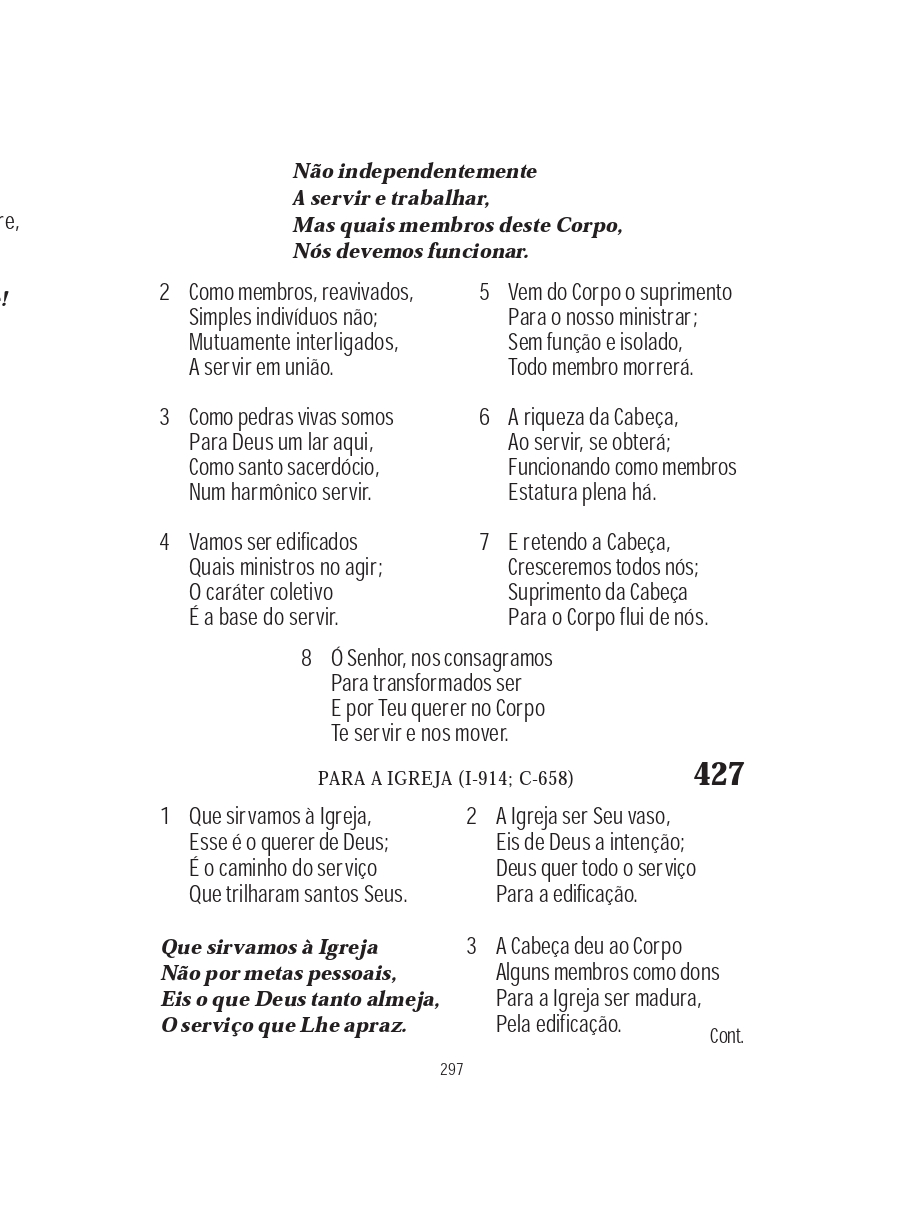 re,
!
Não independentemente
A servir e trabalhar,
Mas quais membros deste Corpo,
Nós devemos funcionar.
2 Como membros, reavivados,
Simples indivíduos não;
Mutuamente interligados,
A servir em união.
3 Como pedras vivas somos
Para Deus um lar aqui,
Como santo sacerdócio,
Num harmônico servir.
4 Vamos ser edificados
Quais ministros no agir;
O caráter coletivo
É a base do servir.
5 Vem do Corpo o suprimento
Para o nosso ministrar;
Sem função e isolado,
Todo membro morrerá.
6 A riqueza da Cabeça,
Ao servir, se obterá;
Funcionando como membros
Estatura plena há.
7 E retendo a Cabeça,
Cresceremos todos nós;
Suprimento da Cabeça
Para o Corpo flui de nós.
8 Ó Senhor, nos consagramos
Para transformados ser
E por Teu querer no Corpo
Te servir e nos mover.
PARA A IGREJA (I-914; C-658) 427
1 Que sirvamos à Igreja,
Esse é o querer de Deus;
É o caminho do serviço
Que trilharam santos Seus.
Que sirvamos à Igreja
Não por metas pessoais,
Eis o que Deus tanto almeja,
O serviço que Lhe apraz.
2 A Igreja ser Seu vaso,
Eis de Deus a intenção;
Deus quer todo o serviço
Para a edificação.
3 A Cabeça deu ao Corpo
Alguns membros como dons
Para a Igreja ser madura,
Pela edificação.
Cont.
297